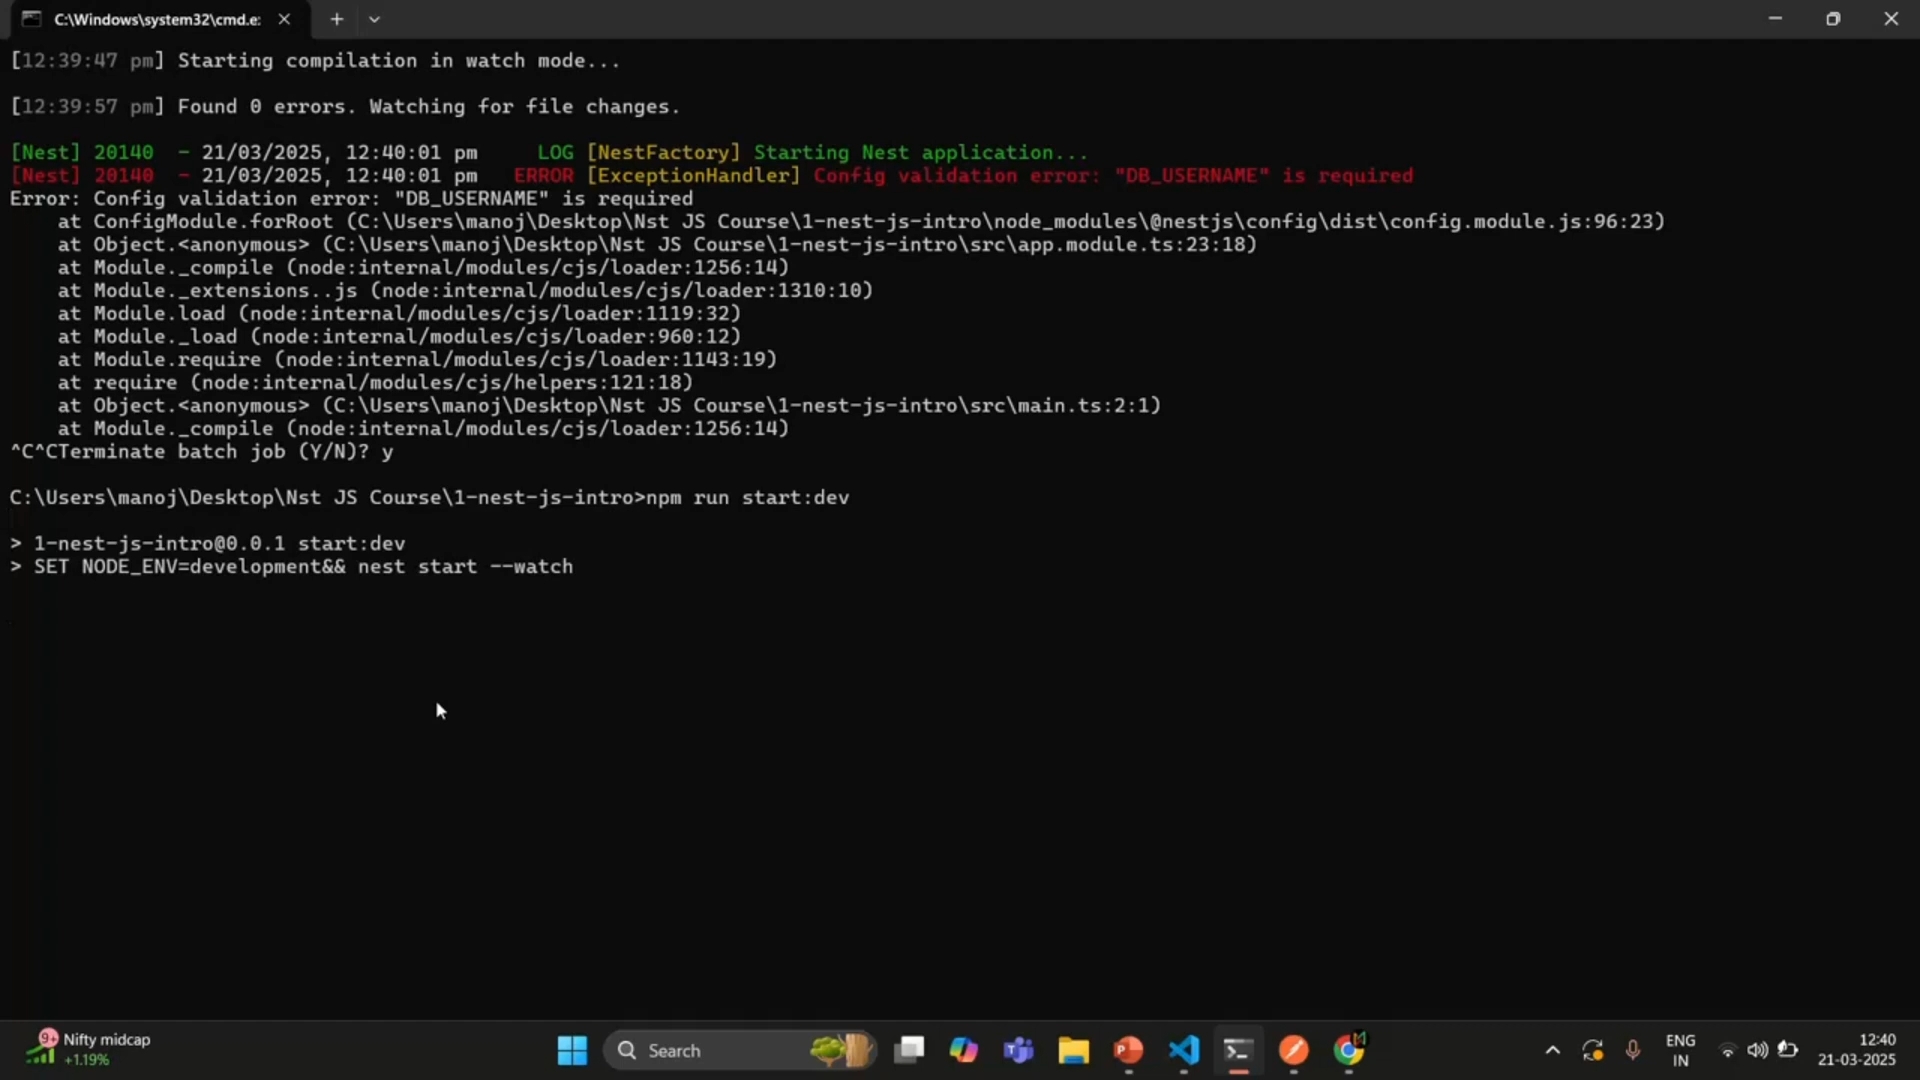 C:\Windows\system32\cmd.e:
[12:39:47 pm] Starting compilation in watch mode...
[12:39:57 pm] Found 0 errors. Watching for file changes.
[Nest] 20140  - 21/03/2025, 12:40:01 pm     LOG [NestFactory] Starting Nest application...
[Nest] 20140  - 21/03/2025, 12:40:01 pm   ERROR [ExceptionHandler] Config validation error: "DB_USERNAME" is required
Error: Config validation error: "DB_USERNAME" is required
    at ConfigModule.forRoot (C:\Users\manoj\Desktop\Nst JS Course\1-nest-js-intro\node_modules\@nestjs\config\dist\config.module.js:96:23)
    at Object.<anonymous> (C:\Users\manoj\Desktop\Nst JS Course\1-nest-js-intro\src\app.module.ts:23:18)
    at Module._compile (node:internal/modules/cjs/loader:1256:14)
    at Module._extensions..js (node:internal/modules/cjs/loader:1310:10)
    at Module.load (node:internal/modules/cjs/loader:1119:32)
    at Module._load (node:internal/modules/cjs/loader:960:12)
    at Module.require (node:internal/modules/cjs/loader:1143:19)
    at require (node:internal/modules/cjs/helpers:121:18)
    at Object.<anonymous> (C:\Users\manoj\Desktop\Nst JS Course\1-nest-js-intro\src\main.ts:2:1)
    at Module._compile (node:internal/modules/cjs/loader:1256:14)
^C^CTerminate batch job (Y/N)? y
C:\Users\manoj\Desktop\Nst JS Course\1-nest-js-intro>npm run start:dev
> 1-nest-js-intro@0.0.1 start:dev
> SET NODE_ENV=development&& nest start --watch
9+
Nifty midcap
+1.19%
Search
ENG
IN
12:40
21-03-2025